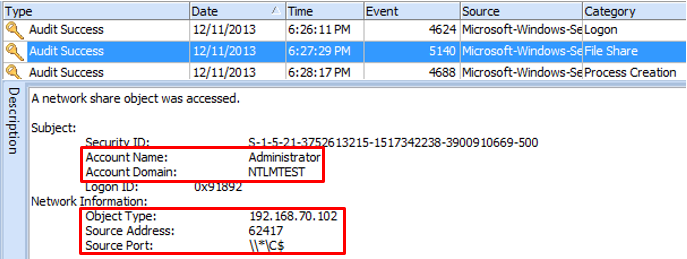 Type Date Time Event Source Category
Audit Success 12/11/2013 6:26:11 PM 4624 Microsoft-Windows-Se Logon
Audit Success 12/11/2013 6:27:29 PM 5140 Microsoft-Windows-Se File Share
Audit Success 12/11/2013 6:28:17 PM 4688 Microsoft-Windows-Se Process Creation
Description
A network share object was accessed.
Subject:
Security ID: S-1-5-21-3752613215-1517342238-3900910669-500
Account Name: Administrator
Account Domain: NTLMTEST
Logon ID: 0x91892
Network Information:
Object Type: 192.168.70.102
Source Address: 62417
Source Port: \\*\C$